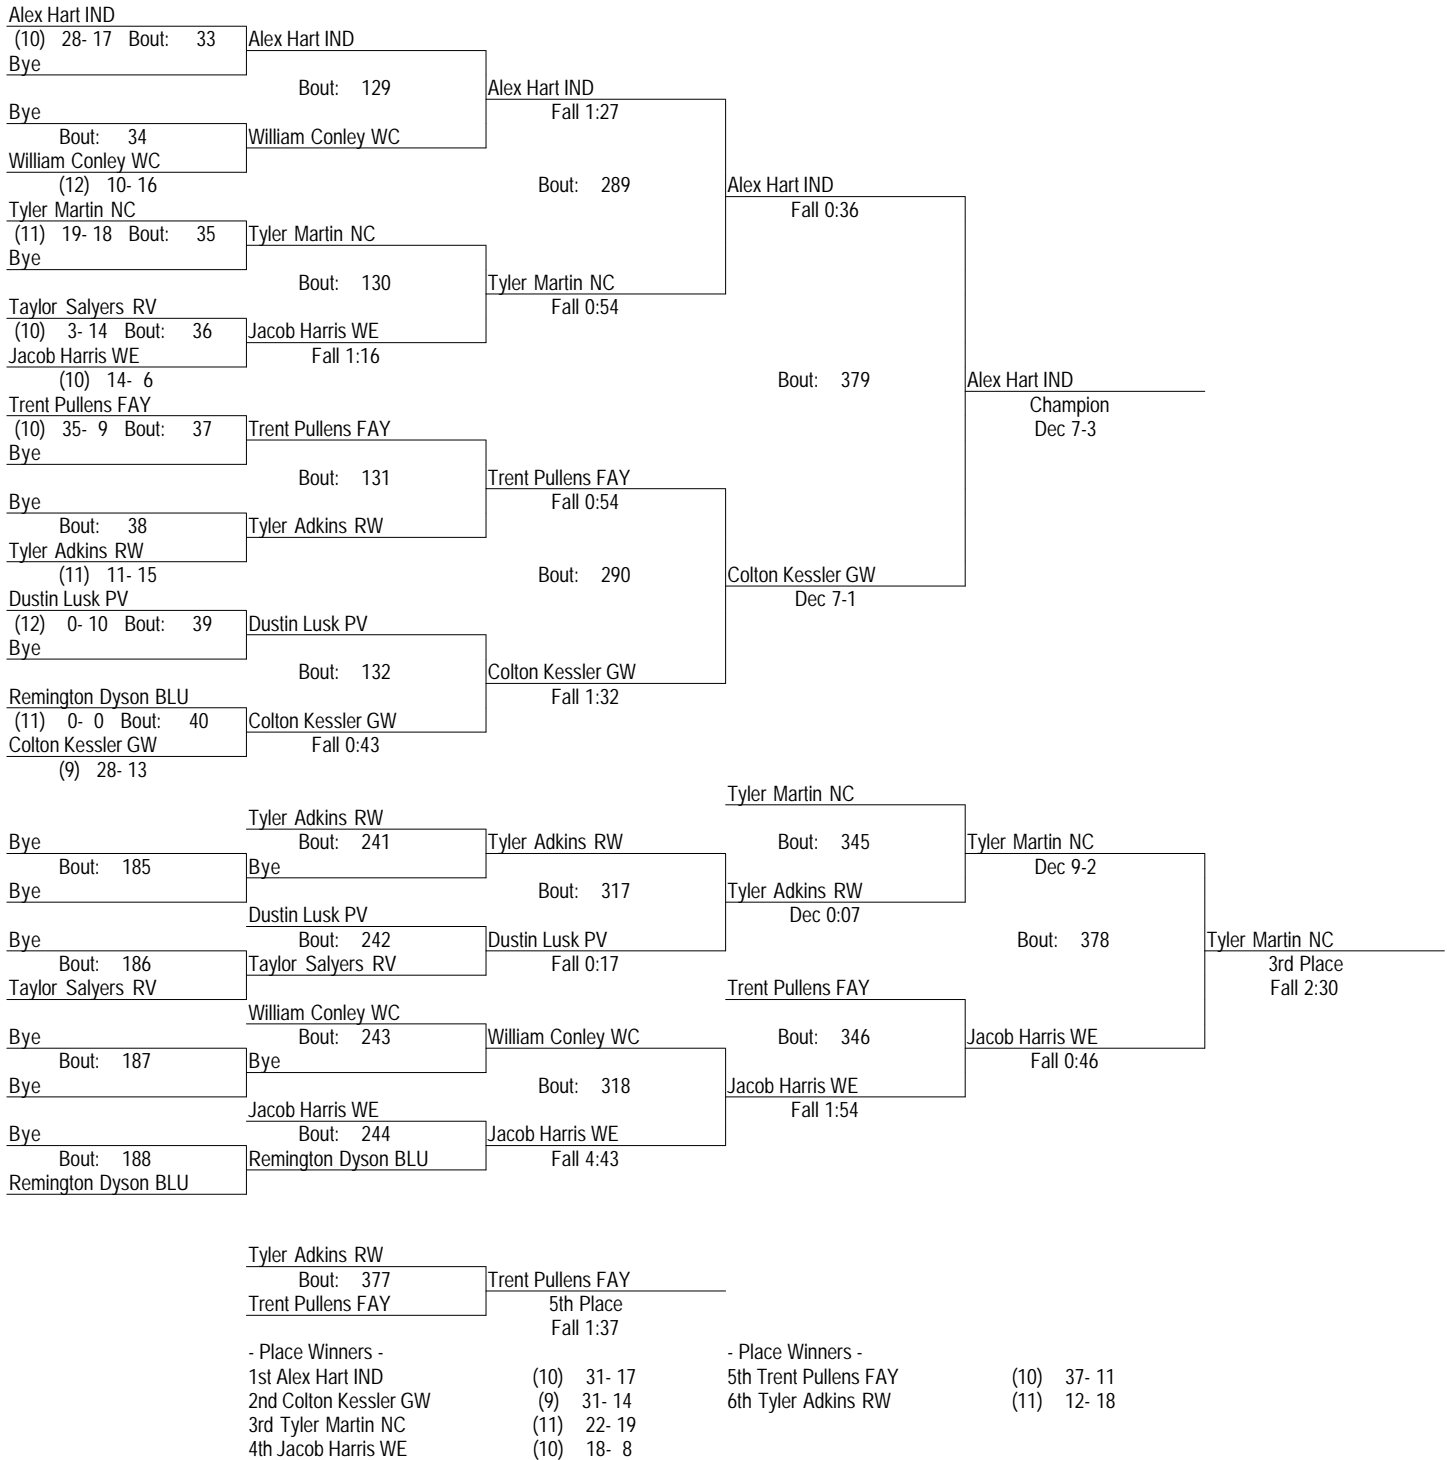 Alex Hart IND
(10) 28- 17 Bout: 33 Alex Hart IND
Bye
Bout: 129 Alex Hart IND
Bye Fall 1:27
Bout: 34 William Conley WC
William Conley WC
(12) 10- 16 Bout: 289 Alex Hart IND
Tyler Martin NC Fall 0:36
(11) 19- 18 Bout: 35 Tyler Martin NC
Bye
Bout: 130 Tyler Martin NC
Taylor Salyers RV Fall 0:54
(10) 3- 14 Bout: 36 Jacob Harris WE
Jacob Harris WE Fall 1:16
(10) 14- 6 Bout: 379 Alex Hart IND
Trent Pullens FAY Champion
(10) 35- 9 Bout: 37 Trent Pullens FAY Dec 7-3
Bye
Bout: 131 Trent Pullens FAY
Bye Fall 0:54
Bout: 38 Tyler Adkins RW
Tyler Adkins RW
(11) 11- 15 Bout: 290 Colton Kessler GW
Dustin Lusk PV Dec 7-1
(12) 0- 10 Bout: 39 Dustin Lusk PV
Bye
Bout: 132 Colton Kessler GW
Remington Dyson BLU Fall 1:32
(11) 0- 0 Bout: 40 Colton Kessler GW
Colton Kessler GW Fall 0:43
(9) 28- 13
Tyler Martin NC
Tyler Adkins RW
Bye Bout: 241 Tyler Adkins RW Bout: 345 Tyler Martin NC
Bout: 185 Bye Dec 9-2
Bye Bout: 317 Tyler Adkins RW
Dustin Lusk PV Dec 0:07
Bye Bout: 242 Dustin Lusk PV Bout: 378 Tyler Martin NC
Bout: 186 Taylor Salyers RV Fall 0:17 3rd Place
Taylor Salyers RV Trent Pullens FAY Fall 2:30
William Conley WC
Bye Bout: 243 William Conley WC Bout: 346 Jacob Harris WE
Bout: 187 Bye Fall 0:46
Bye Bout: 318 Jacob Harris WE
Jacob Harris WE Fall 1:54
Bye Bout: 244 Jacob Harris WE
Bout: 188 Remington Dyson BLU Fall 4:43
Remington Dyson BLU
Tyler Adkins RW
Bout: 377 Trent Pullens FAY
Trent Pullens FAY 5th Place
Fall 1:37
- Place Winners - - Place Winners -
1st Alex Hart IND (10) 31- 17 5th Trent Pullens FAY (10) 37- 11
2nd Colton Kessler GW (9) 31- 14 6th Tyler Adkins RW (11) 12- 18
3rd Tyler Martin NC (11) 22- 19
4th Jacob Harris WE (10) 18- 8